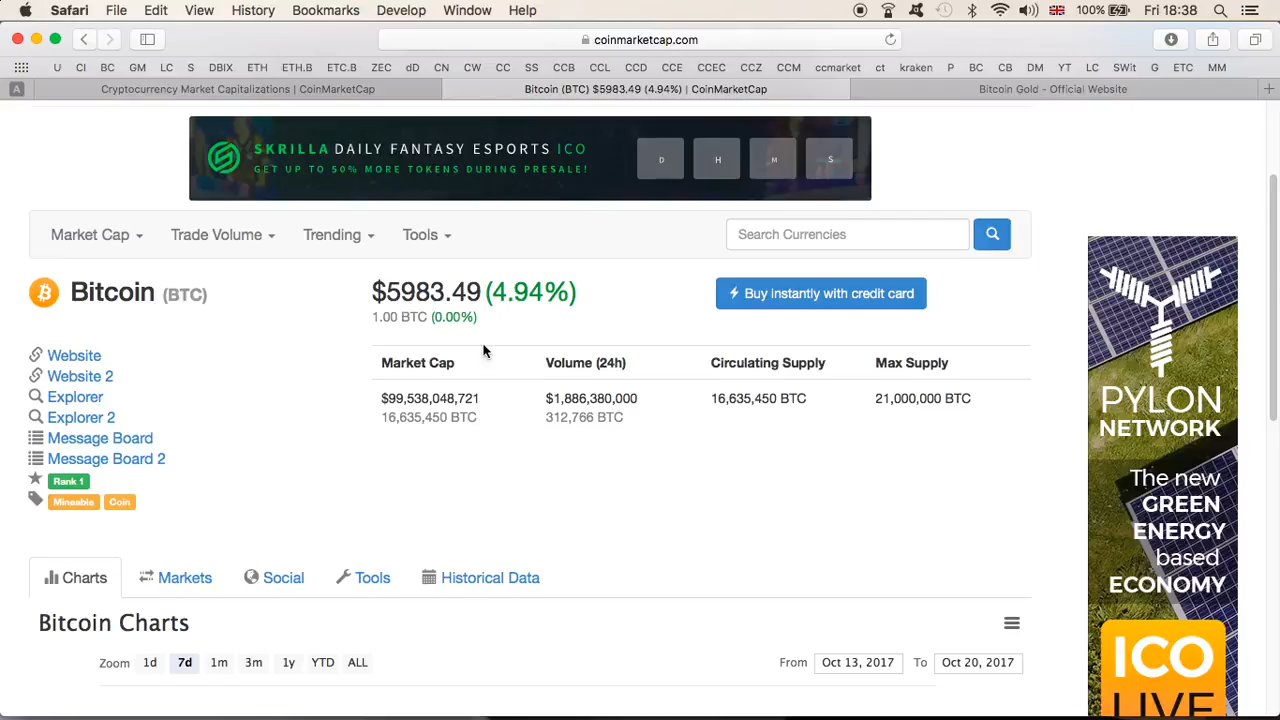 Safari File Edit View History Bookmarks Develop Window Help 100% Fri 18:38
coinmarketcap.com
U CI BC GM LC S DBIX ETH ETH.B ETC.B ZEC dD CN CW CC SS CCB CCL CCD CCE CCEC CCZ CCM ccmarket ct kraken P BC CB DM YT LC SWit G ETC MM
A Cryptocurrency Market Capitalizations | CoinMarketCap Bitcoin (BTC) $5983.49 (4.94%) | CoinMarketCap Bitcoin Gold - Official Website
SKRILLA DAILY FANTASY ESPORTS ICO
GET UP TO 50% MORE TOKENS DURING PRESALE!
D H M S
Market Cap Trade Volume Trending Tools Search Currencies
Bitcoin (BTC) $5983.49 (4.94%) Buy instantly with credit card
1.00 BTC (0.00%)
Website
Website 2
Explorer
Explorer 2
Message Board
Message Board 2
Rank 1
Mineable Coin
Market Cap Volume (24h) Circulating Supply Max Supply
$99,538,048,721 $1,886,380,000 16,635,450 BTC 21,000,000 BTC
16,635,450 BTC 312,766 BTC
Charts Markets Social Tools Historical Data
Bitcoin Charts
Zoom 1d 7d 1m 3m 1y YTD ALL From Oct 13, 2017 To Oct 20, 2017
PYLON
NETWORK
The new
GREEN
ENERGY
based
ECONOMY
ICO
LIVE